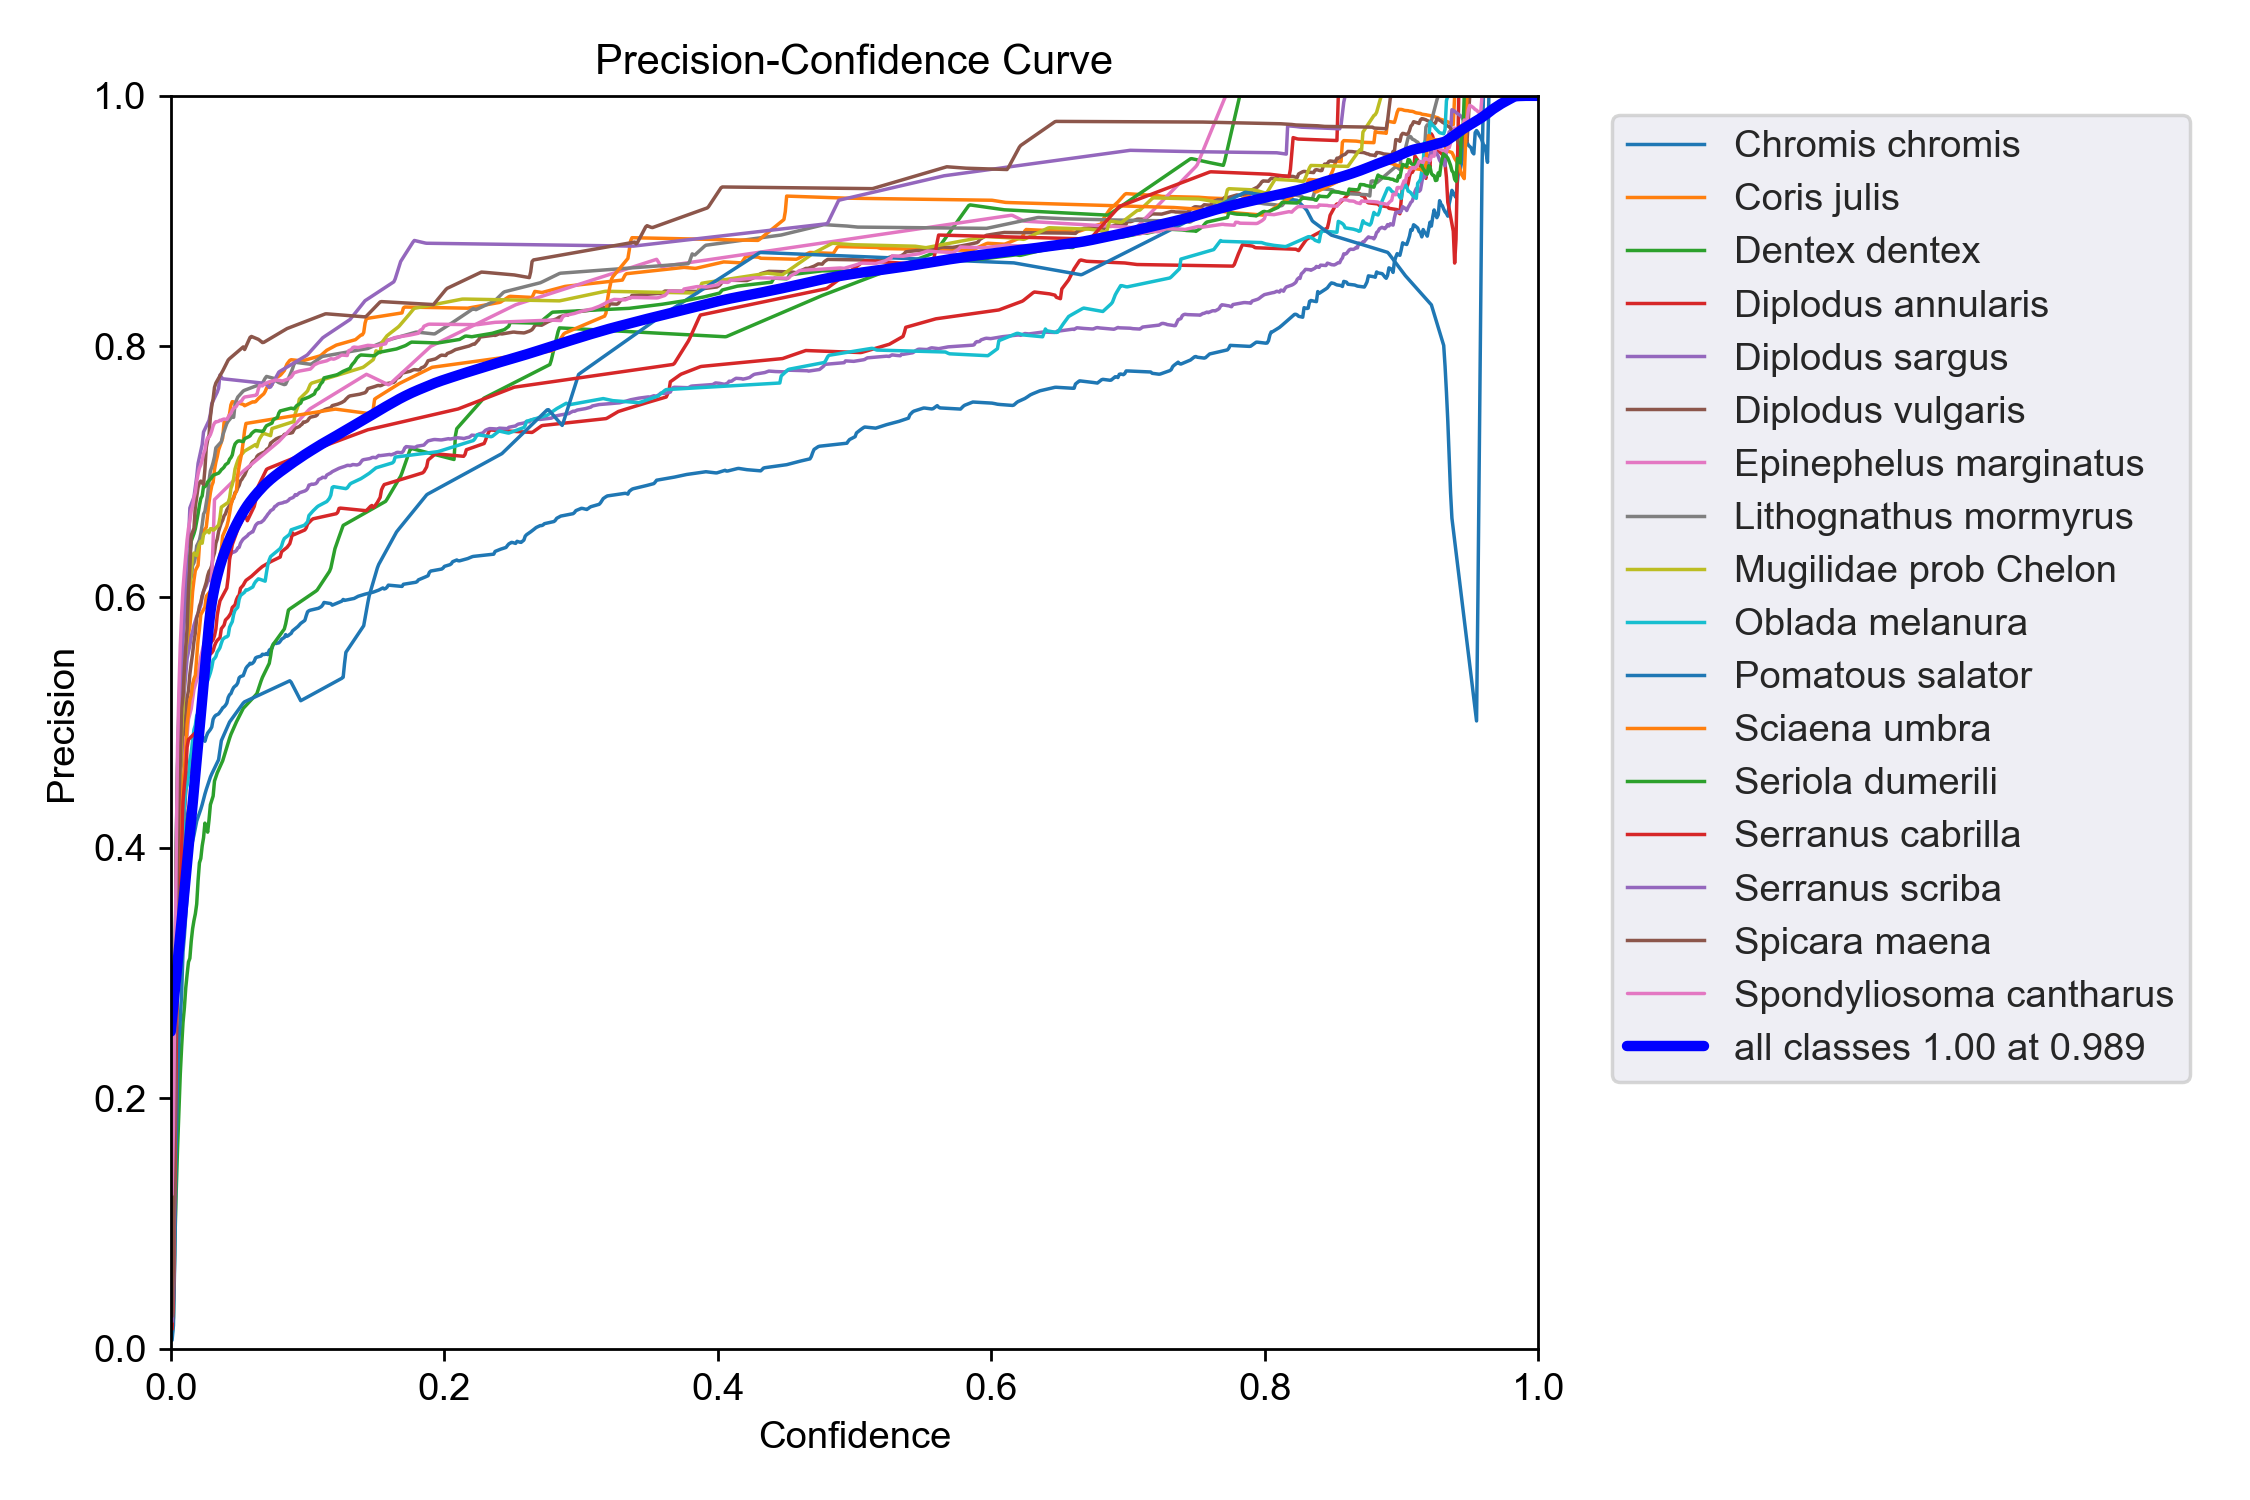 Precision-Confidence Curve
1.0
0.8
0.6
0.4
0.2
0.0
Precision
0.0 0.2 0.4 0.6 0.8 1.0
Confidence
Chromis chromis
Coris julis
Dentex dentex
Diplodus annularis
Diplodus sargus
Diplodus vulgaris
Epinephelus marginatus
Lithognathus mormyrus
Mugilidae prob Chelon
Oblada melanura
Pomatous salator
Sciaena umbra
Seriola dumerili
Serranus cabrilla
Serranus scriba
Spicara maena
Spondyliosoma cantharus
all classes 1.00 at 0.989